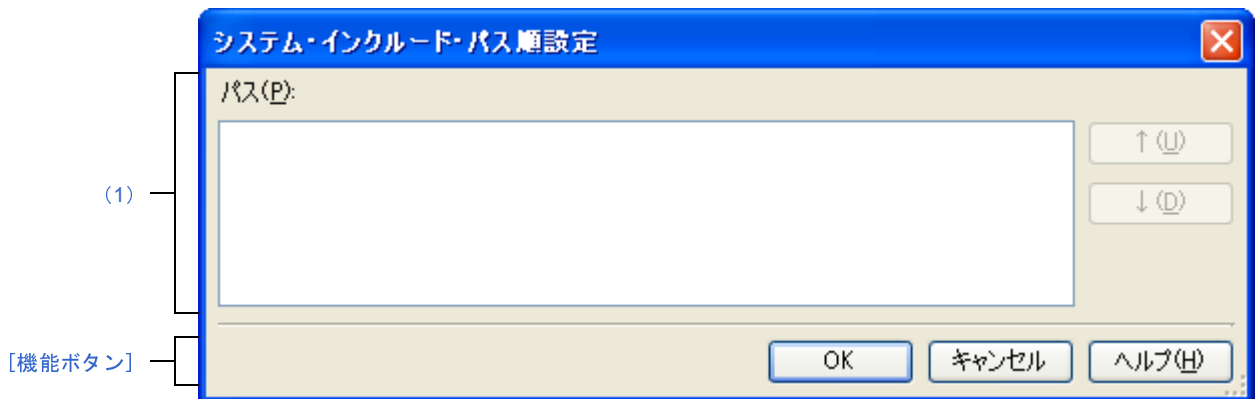 システム・インクルード・パス順設定
パス(P):
↑(U)
(1)
↓(D)
[機能ボタン]
OK
キャンセル
ヘルプ(H)